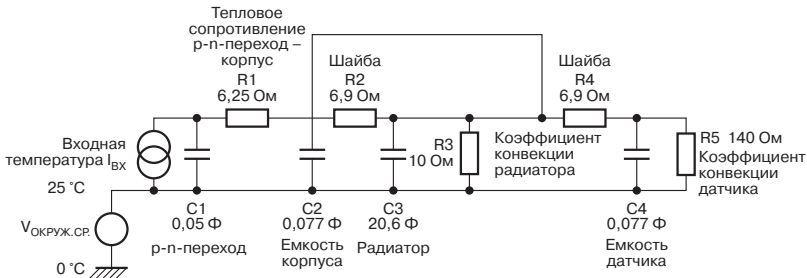 Тепловое
сопротивление
p-n-переход –
корпус
R1
6,25 Ом
Шайба
R2
6,9 Ом
Шайба
R4
6,9 Ом
Входная
температура IВХ
R3
10 Ом
Коэффициент
конвекции
радиатора
R5 140 Ом
Коэффициент
конвекции
датчика
25 °C
VОКРУЖ.СР.
0 °C
C1
0,05 Ф
p-n-переход
C2
0,077 Ф
Емкость
корпуса
C3
20,6 Ф
Радиатор
C4
0,077 Ф
Емкость
датчика